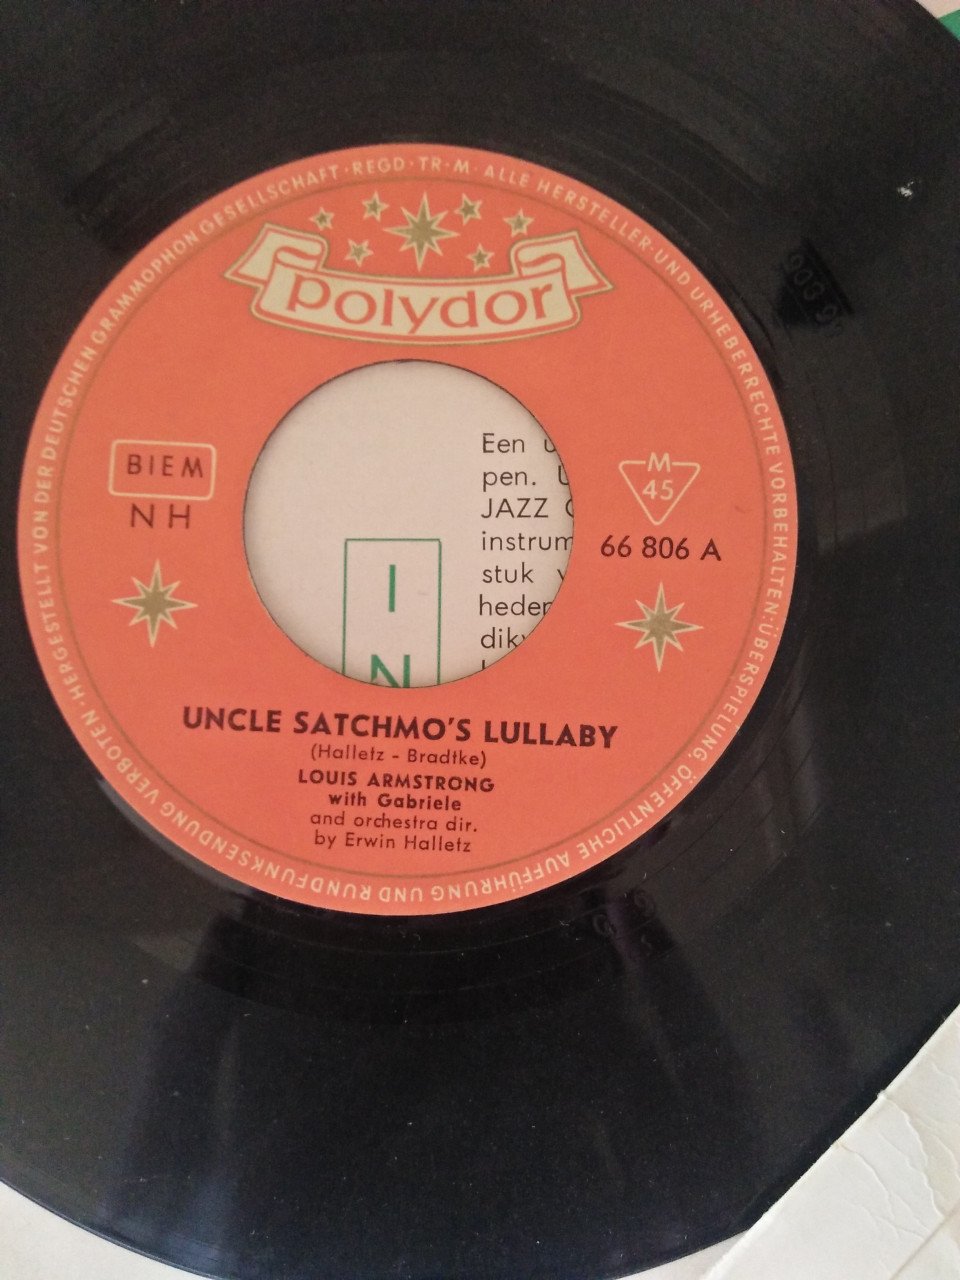 HERGESTELLT VON DER DEUTSCHEN GRAMMOPHON GESELLSCHAFT · REGD · TR · M · ALLE HERSTELLER- UND URHEBERRECHTE VORBEHALTEN: ÜBERSPIELUNG, ÖFFENTLICHE AUFFÜHRUNG UND RUNDFUNKSENDUNG VERBOTEN ·
polydor
BIEM
NH
M
45
66 806 A
Een
pen.
JAZZ
instrum
stuk
heden
dik
I
N
UNCLE SATCHMO'S LULLABY
(Halletz - Bradtke)
LOUIS ARMSTRONG
with Gabriele
and orchestra dir.
by Erwin Halletz